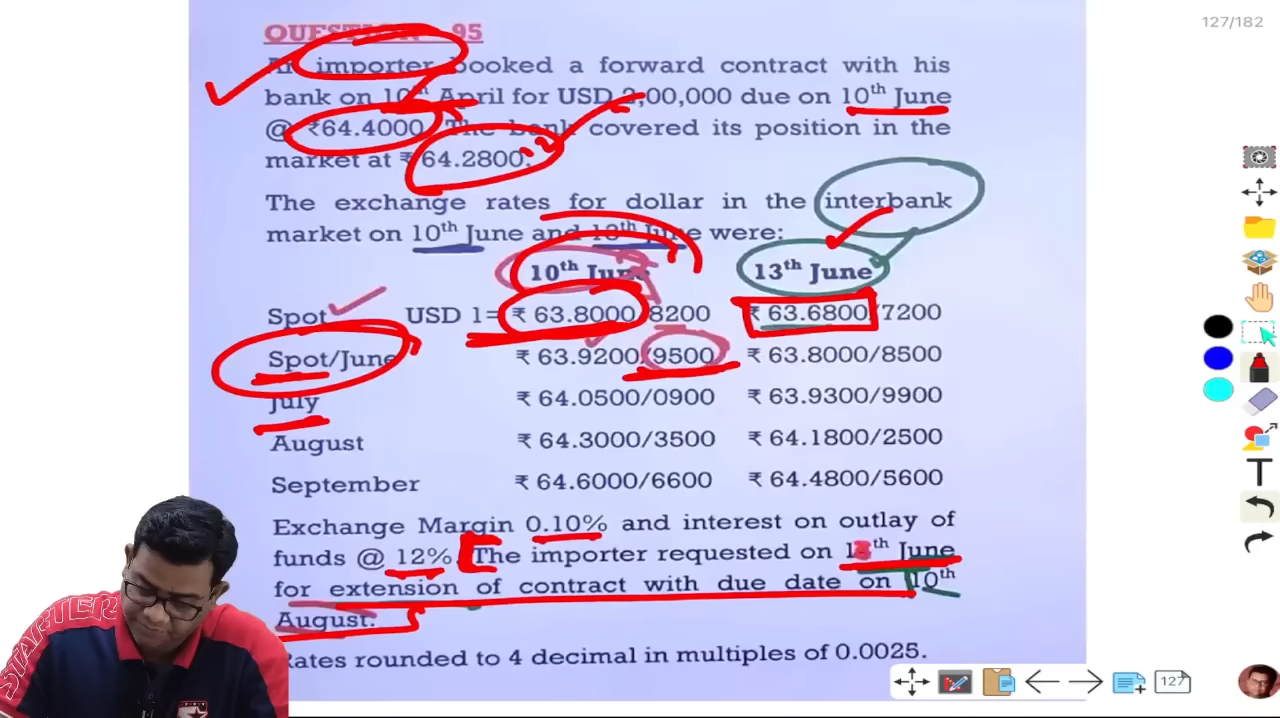 127/182
QUESTION - 95
An importer booked a forward contract with his
bank on 10th April for USD 2,00,000 due on 10th June
@ ₹64.4000. The bank covered its position in the
market at ₹ 64.2800.
The exchange rates for dollar in the interbank
market on 10th June and 13th June were:
10th June 13th June
Spot USD 1= ₹ 63.8000/8200 ₹ 63.6800/7200
Spot/June ₹ 63.9200/9500 ₹ 63.8000/8500
July ₹ 64.0500/0900 ₹ 63.9300/9900
August ₹ 64.3000/3500 ₹ 64.1800/2500
September ₹ 64.6000/6600 ₹ 64.4800/5600
Exchange Margin 0.10% and interest on outlay of
funds @ 12%. The importer requested on 13th June
for extension of contract with due date on 10th
August.
Rates rounded to 4 decimal in multiples of 0.0025.
T
127
STARTER